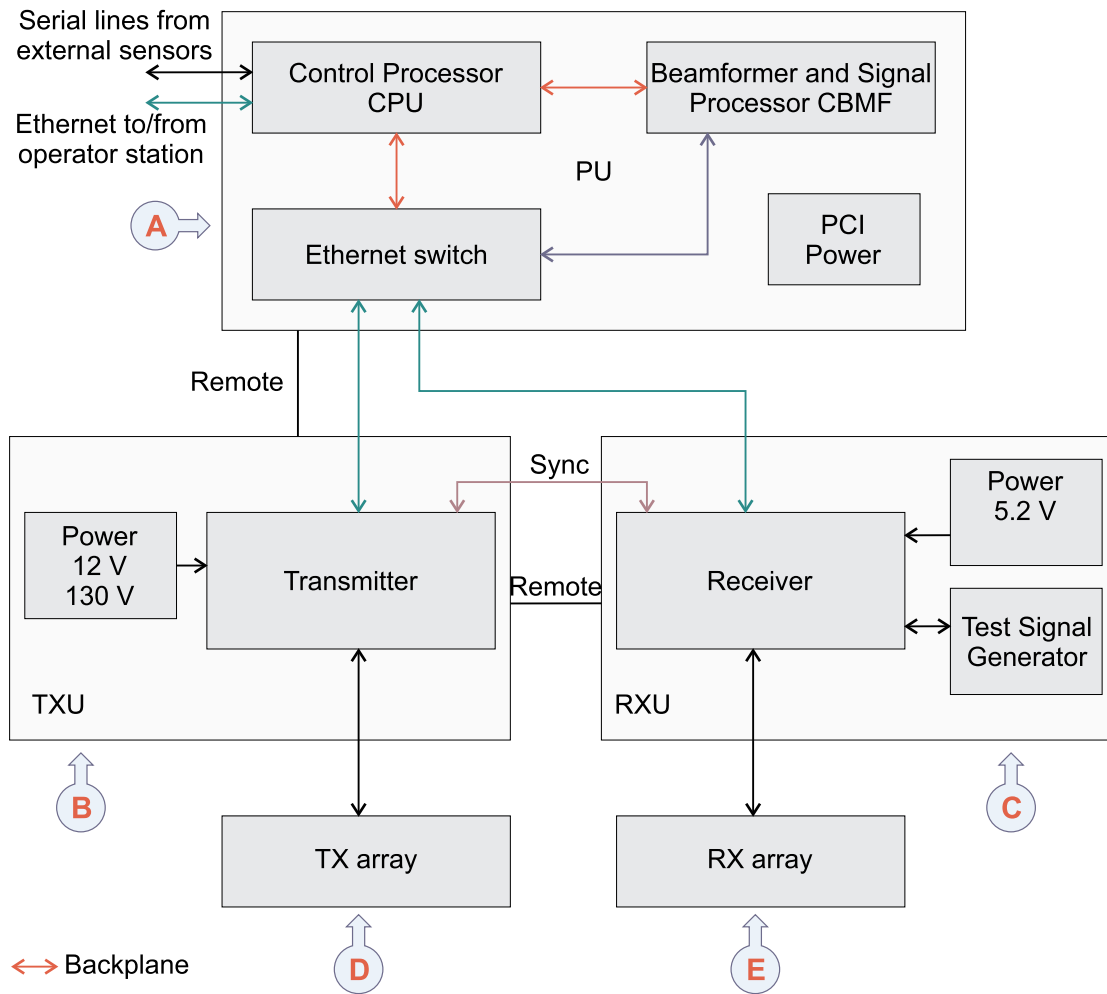 Serial lines from
external sensors
Control Processor
CPU
Beamformer and Signal
Processor CBMF
Ethernet to/from
operator station
PU
A
Ethernet switch
PCI
Power
Remote
Sync
Power
12 V
130 V
Transmitter
Remote
Receiver
Power
5.2 V
Test Signal
Generator
TXU
RXU
B
C
TX array
RX array
D
E
Backplane